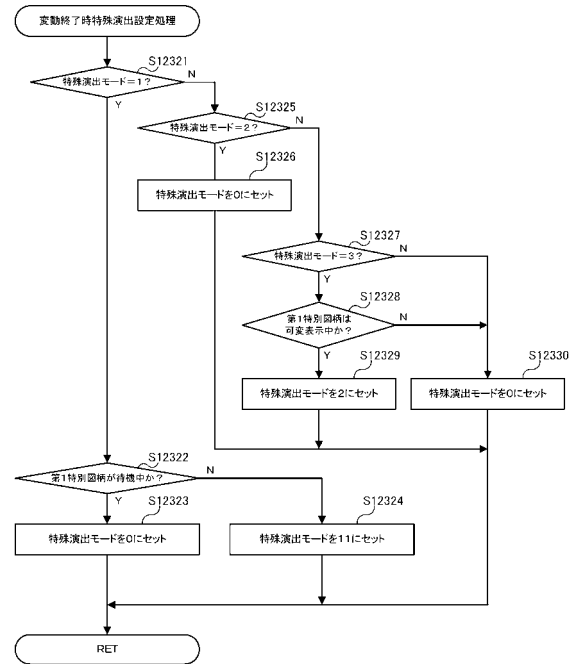 変動終了時特殊演出設定処理
S12321
特殊演出モード=1?
N
Y
S12325
特殊演出モード=2?
N
Y
S12326
特殊演出モードを0にセット
S12327
特殊演出モード=3?
N
Y
S12328
第1特別図柄は
可変表示中か?
N
Y
S12329
特殊演出モードを2にセット
S12330
特殊演出モードを0にセット
S12322
第1特別図柄が待機中か?
N
Y
S12323
特殊演出モードを0にセット
S12324
特殊演出モードを11にセット
RET